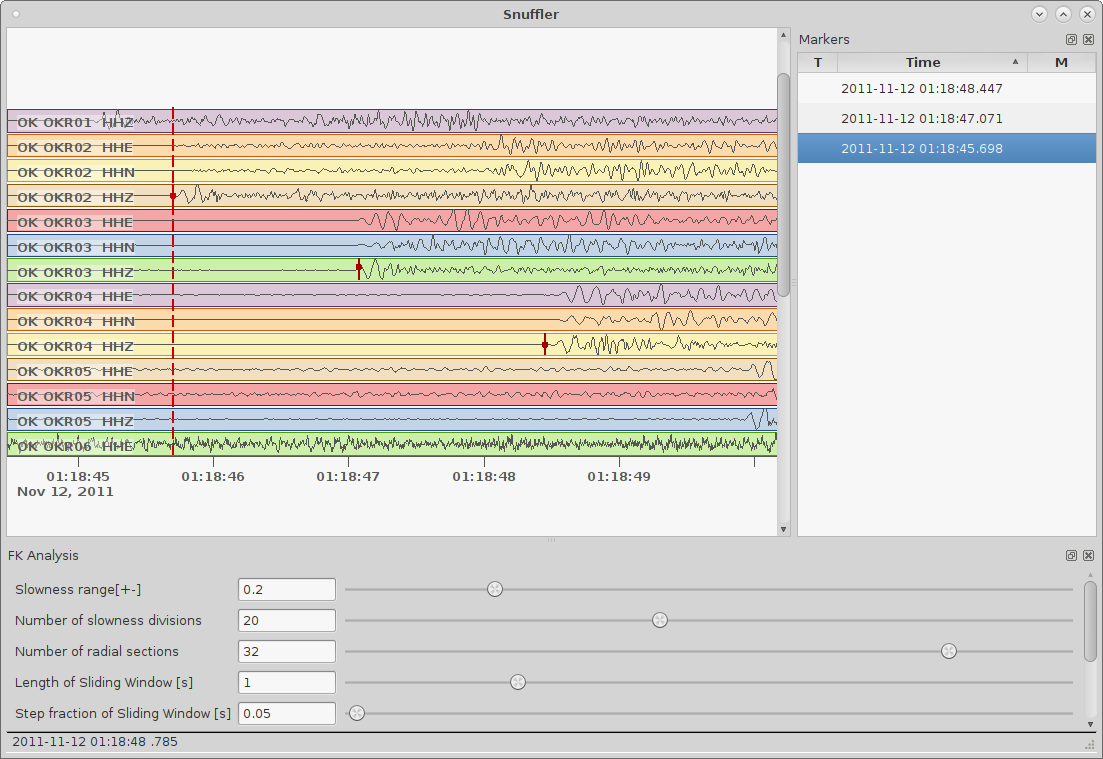 Snuffler
Markers
T Time M
2011-11-12 01:18:48.447
2011-11-12 01:18:47.071
2011-11-12 01:18:45.698
OK OKR01 HHZ
OK OKR02 HHE
OK OKR02 HHN
OK OKR02 HHZ
OK OKR03 HHE
OK OKR03 HHN
OK OKR03 HHZ
OK OKR04 HHE
OK OKR04 HHN
OK OKR04 HHZ
OK OKR05 HHE
OK OKR05 HHN
OK OKR05 HHZ
OK OKR06 HHE
01:18:45 01:18:46 01:18:47 01:18:48 01:18:49
Nov 12, 2011
FK Analysis
Slowness range[+-] 0.2
Number of slowness divisions 20
Number of radial sections 32
Length of Sliding Window [s] 1
Step fraction of Sliding Window [s] 0.05
2011-11-12 01:18:48 .785